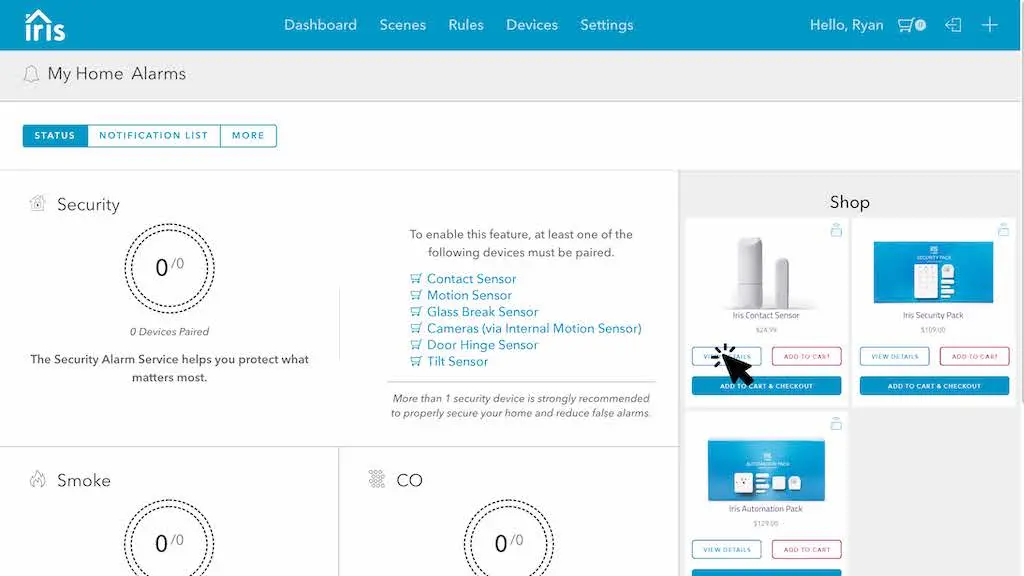 iris
Dashboard Scenes Rules Devices Settings
Hello, Ryan
0
My Home Alarms
STATUS NOTIFICATION LIST MORE
Security
0/0
0 Devices Paired
The Security Alarm Service helps you protect what
matters most.
To enable this feature, at least one of the
following devices must be paired.
Contact Sensor
Motion Sensor
Glass Break Sensor
Cameras (via Internal Motion Sensor)
Door Hinge Sensor
Tilt Sensor
More than 1 security device is strongly recommended
to properly secure your home and reduce false alarms.
Smoke
0/0
CO
0/0
Shop
Iris Contact Sensor
$24.99
ADD TO CART
ADD TO CART & CHECKOUT
SECURITY PACK
Iris Security Pack
$109.00
VIEW DETAILS ADD TO CART
ADD TO CART & CHECKOUT
AUTOMATION PACK
Iris Automation Pack
$129.00
VIEW DETAILS ADD TO CART